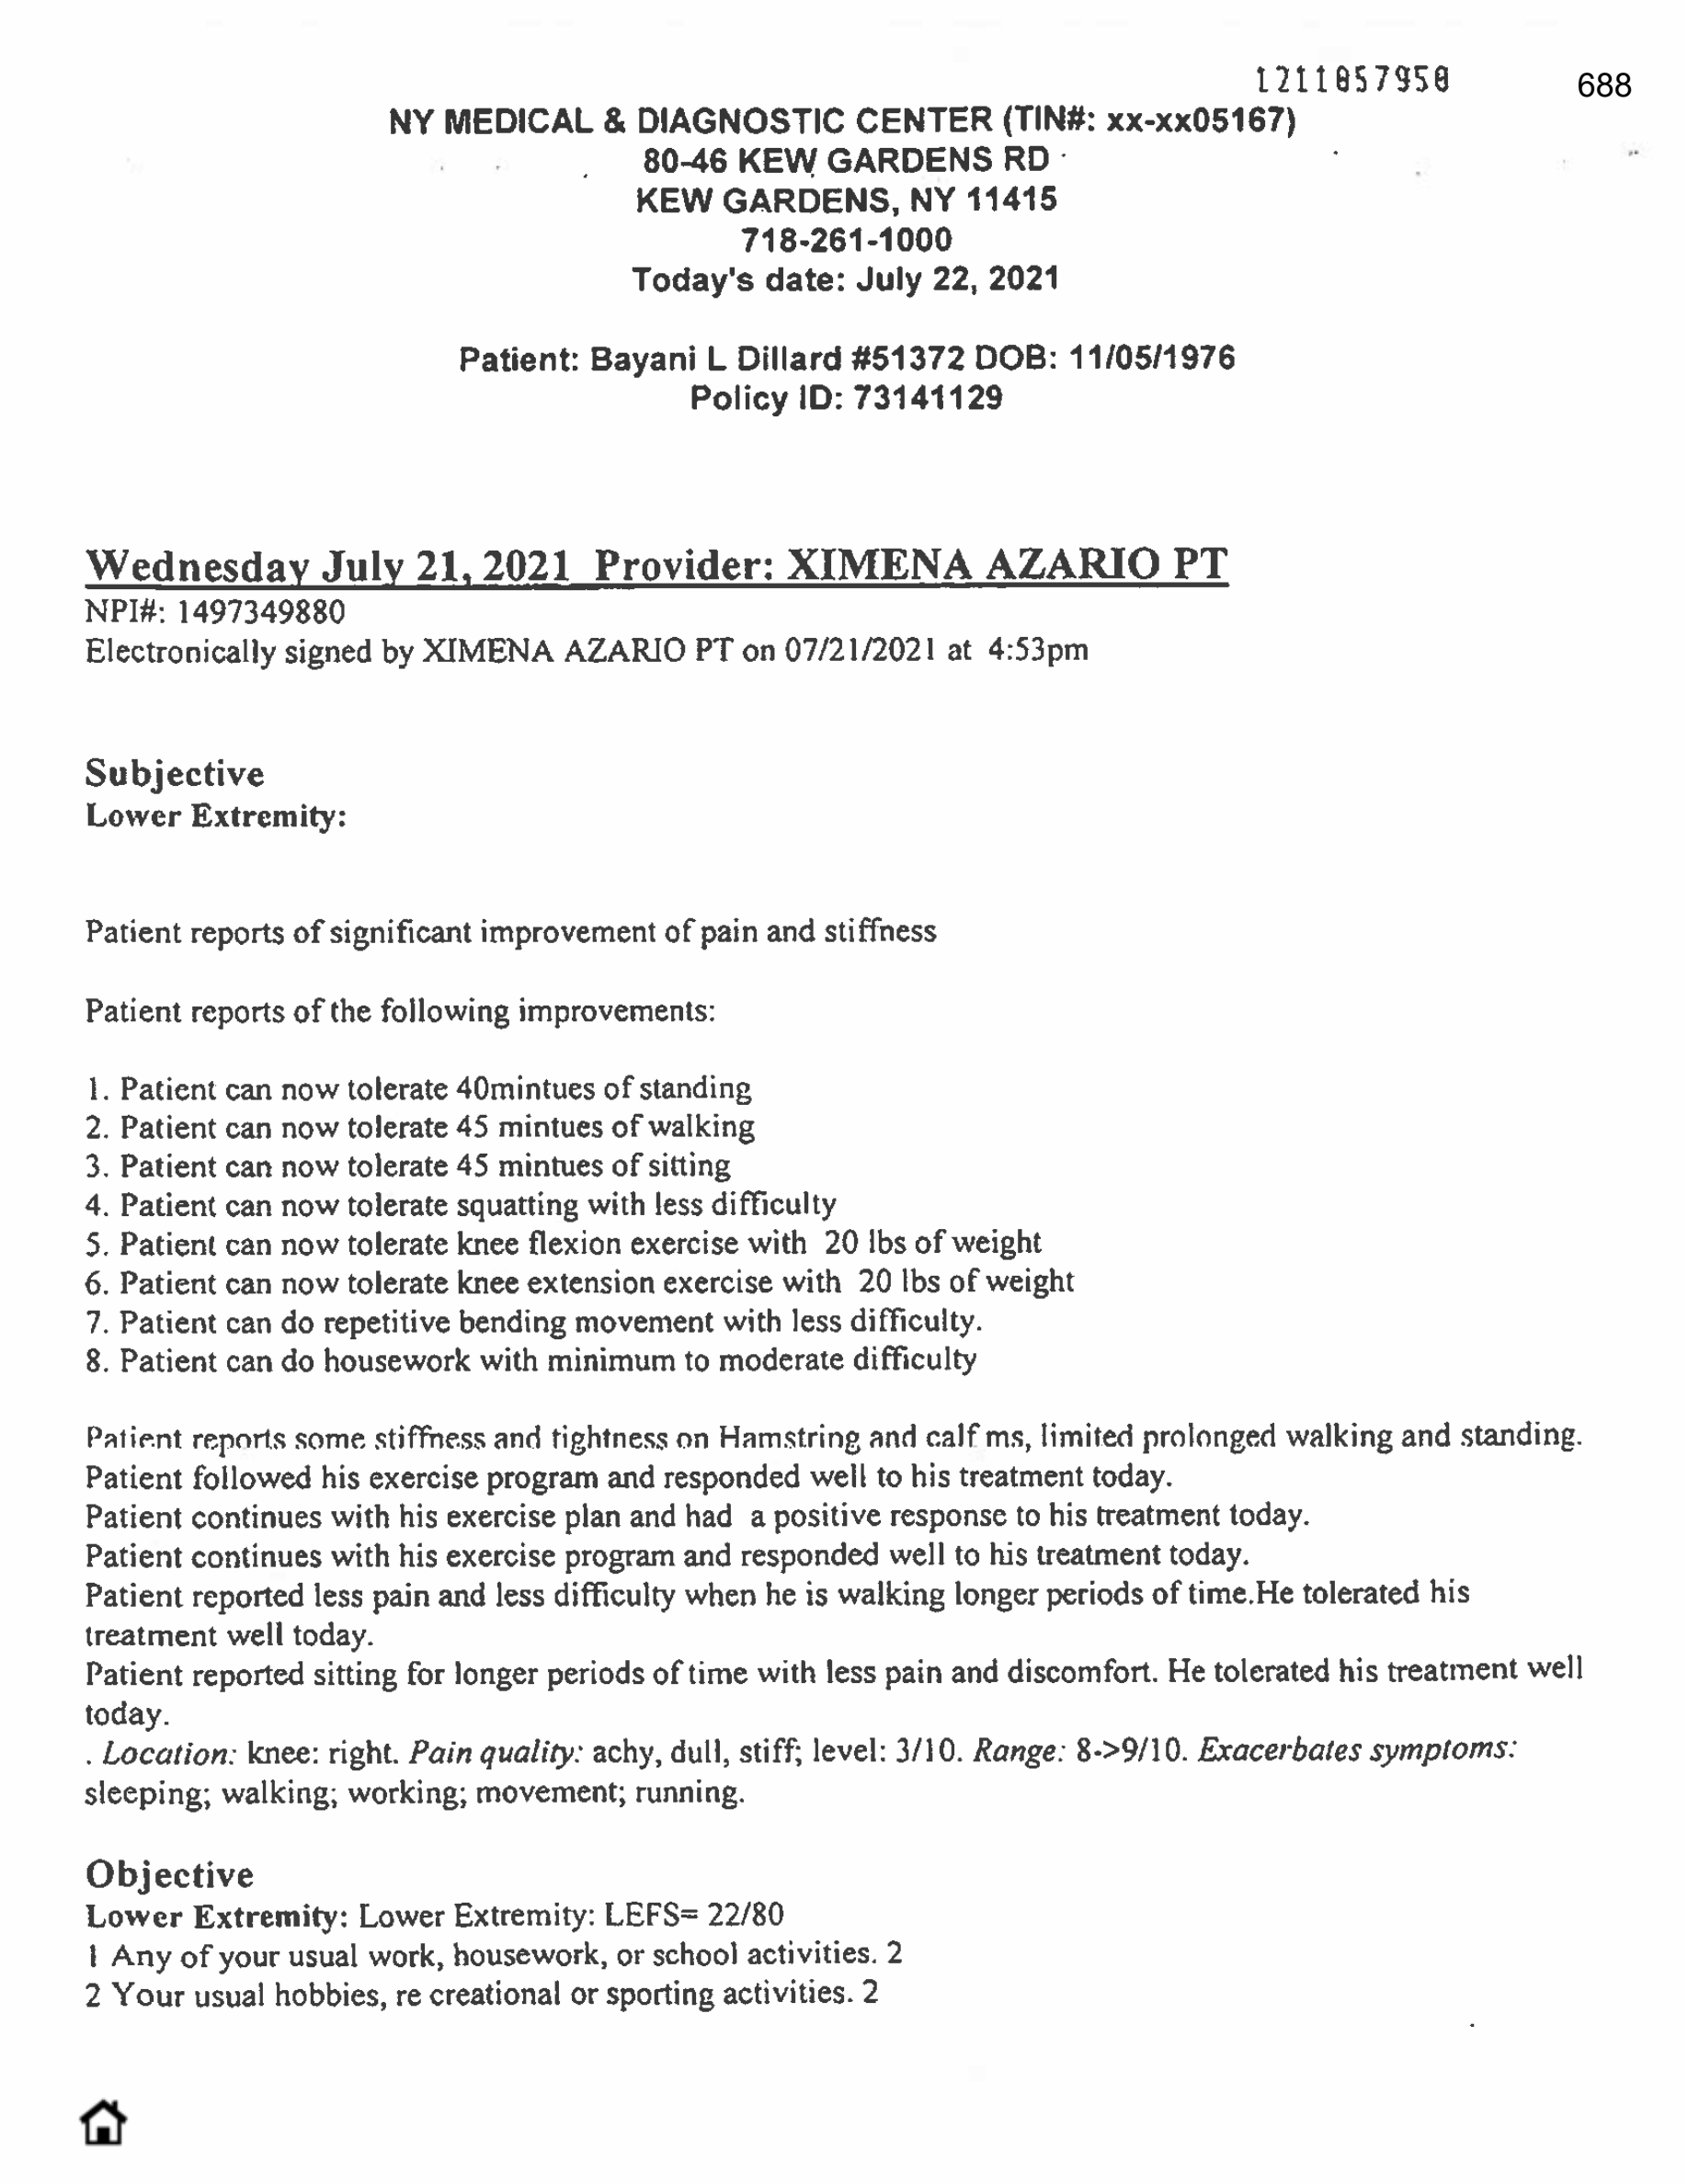 1211057950
688
NY MEDICAL & DIAGNOSTIC CENTER (TIN#: xx-xx05167)
80-46 KEW GARDENS RD
KEW GARDENS, NY 11415
718-261-1000
Today's date: July 22, 2021
Patient: Bayani L Dillard #51372 DOB: 11/05/1976
Policy ID: 73141129
Wednesday July 21, 2021 Provider: XIMENA AZARIO PT
NPI#: 1497349880
Electronically signed by XIMENA AZARIO PT on 07/21/2021 at 4:53pm
Subjective
Lower Extremity:
Patient reports of significant improvement of pain and stiffness
Patient reports of the following improvements:
1. Patient can now tolerate 40mintues of standing
2. Patient can now tolerate 45 mintues of walking
3. Patient can now tolerate 45 mintues of sitting
4. Patient can now tolerate squatting with less difficulty
5. Patient can now tolerate knee flexion exercise with 20 lbs of weight
6. Patient can now tolerate knee extension exercise with 20 lbs of weight
7. Patient can do repetitive bending movement with less difficulty.
8. Patient can do housework with minimum to moderate difficulty
Patient reports some stiffness and tightness on Hamstring and calf ms, limited prolonged walking and standing.
Patient followed his exercise program and responded well to his treatment today.
Patient continues with his exercise plan and had a positive response to his treatment today.
Patient continues with his exercise program and responded well to his treatment today.
Patient reported less pain and less difficulty when he is walking longer periods of time.He tolerated his
treatment well today.
Patient reported sitting for longer periods of time with less pain and discomfort. He tolerated his treatment well
today.
. Location: knee: right. Pain quality: achy, dull, stiff; level: 3/10. Range: 8->9/10. Exacerbates symptoms:
sleeping; walking; working; movement; running.
Objective
Lower Extremity: Lower Extremity: LEFS= 22/80
1 Any of your usual work, housework, or school activities. 2
2 Your usual hobbies, re creational or sporting activities. 2